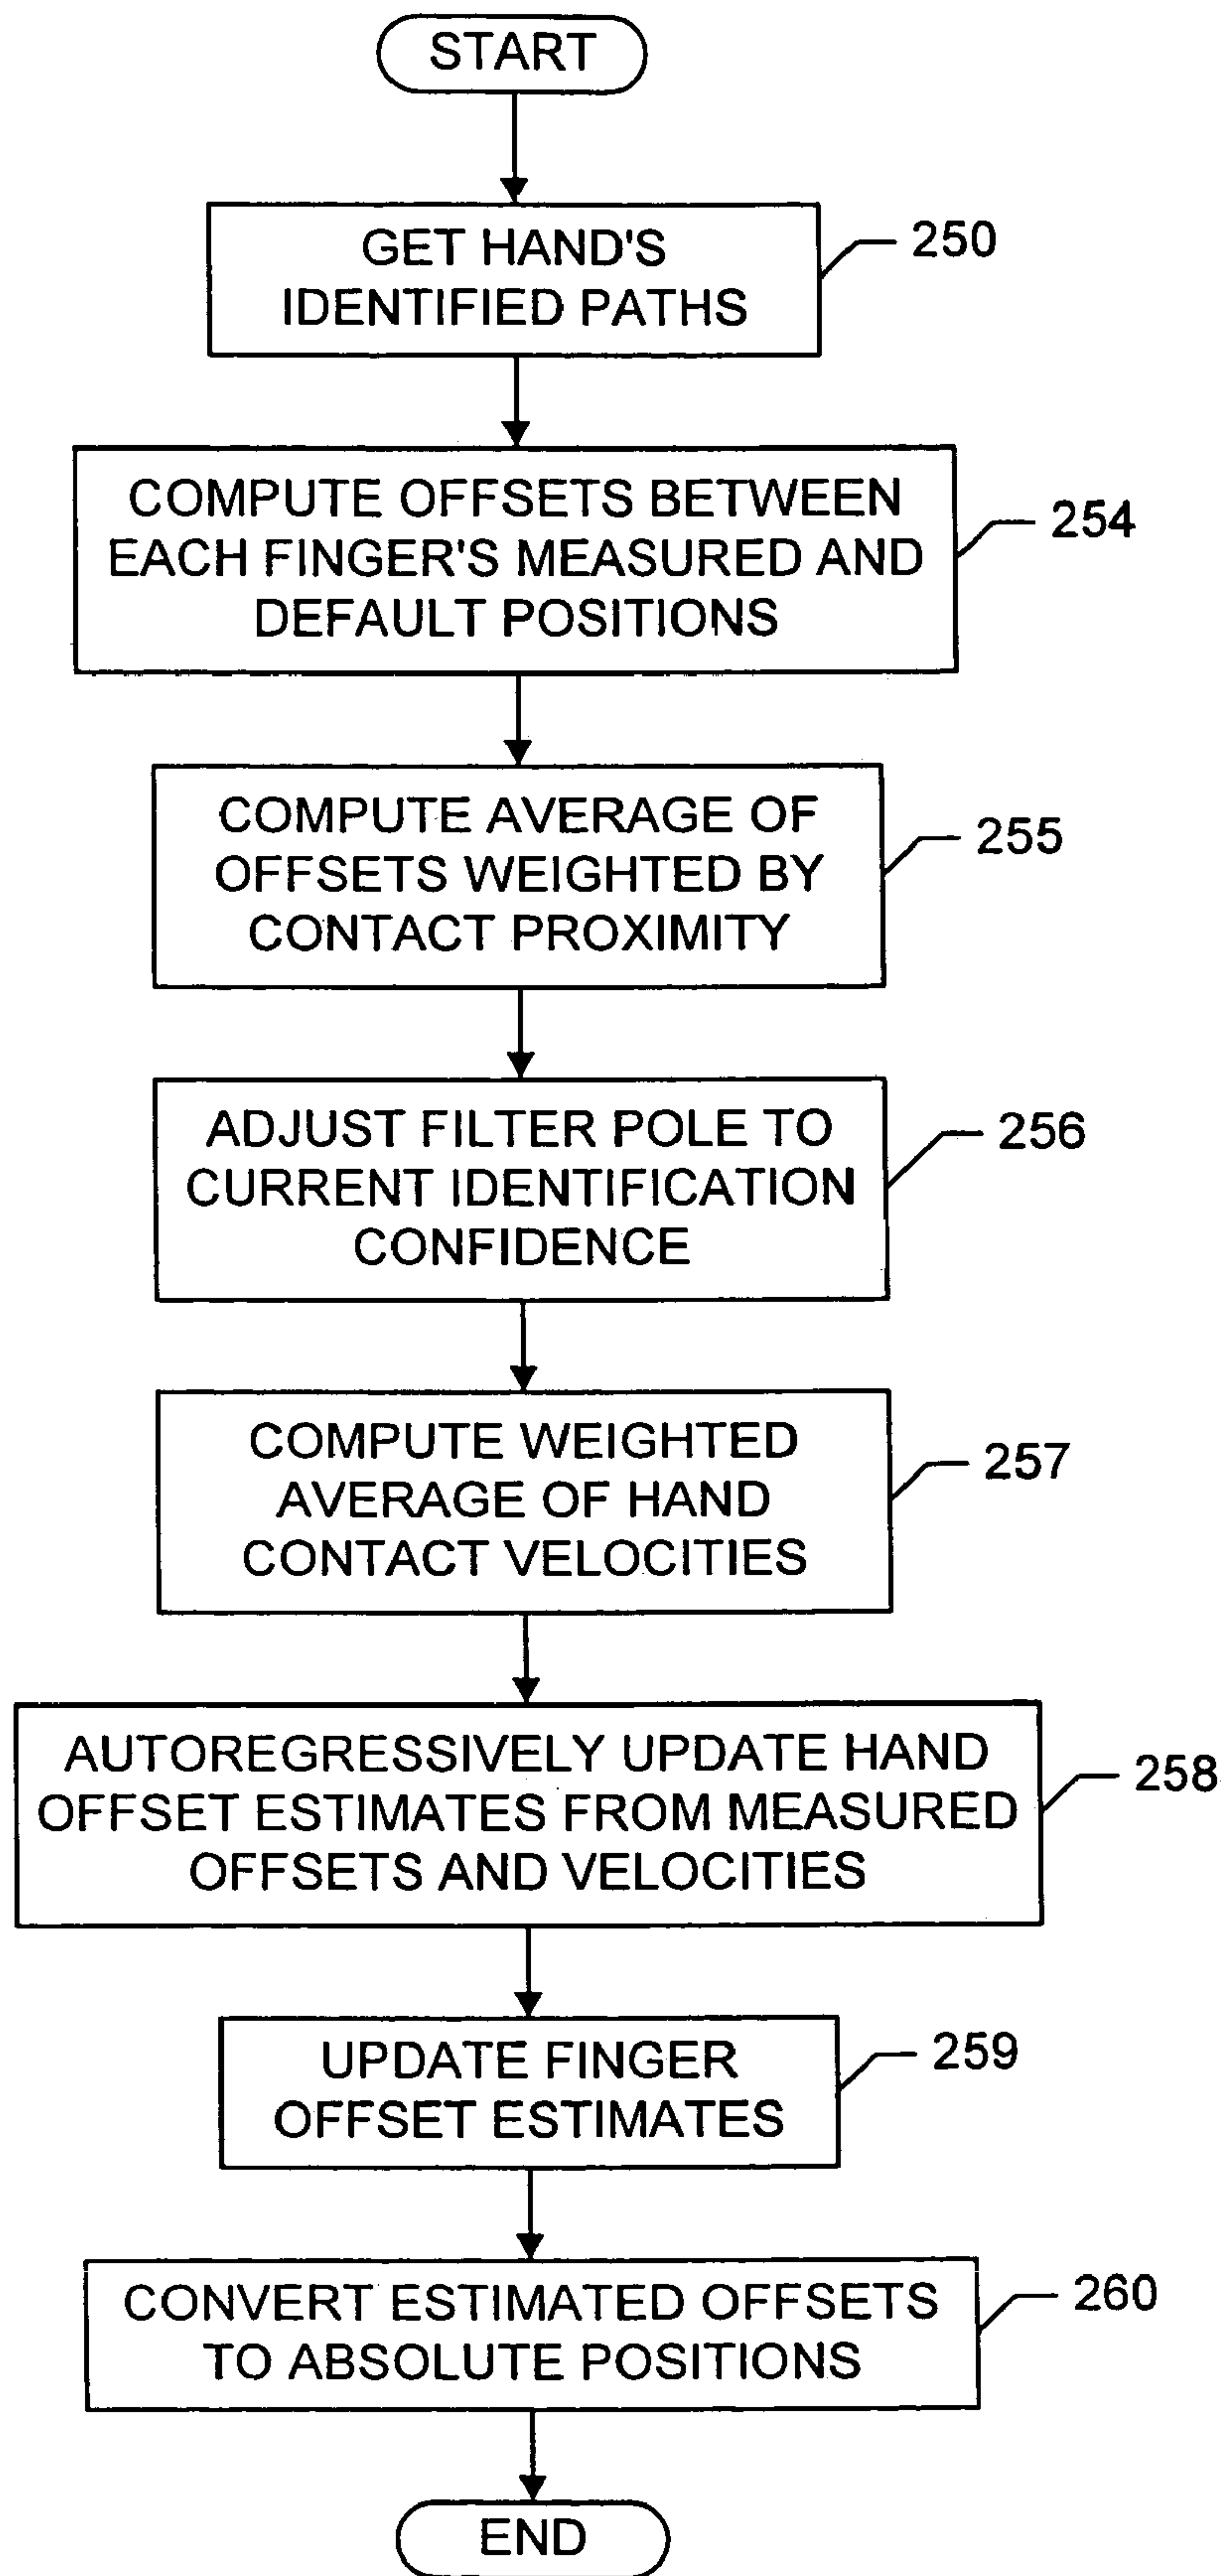 START
GET HAND'S
IDENTIFIED PATHS
250
COMPUTE OFFSETS BETWEEN
EACH FINGER'S MEASURED AND
DEFAULT POSITIONS
254
COMPUTE AVERAGE OF
OFFSETS WEIGHTED BY
CONTACT PROXIMITY
255
ADJUST FILTER POLE TO
CURRENT IDENTIFICATION
CONFIDENCE
256
COMPUTE WEIGHTED
AVERAGE OF HAND
CONTACT VELOCITIES
257
AUTOREGRESSIVELY UPDATE HAND
OFFSET ESTIMATES FROM MEASURED
OFFSETS AND VELOCITIES
258
UPDATE FINGER
OFFSET ESTIMATES
259
CONVERT ESTIMATED OFFSETS
TO ABSOLUTE POSITIONS
260
END